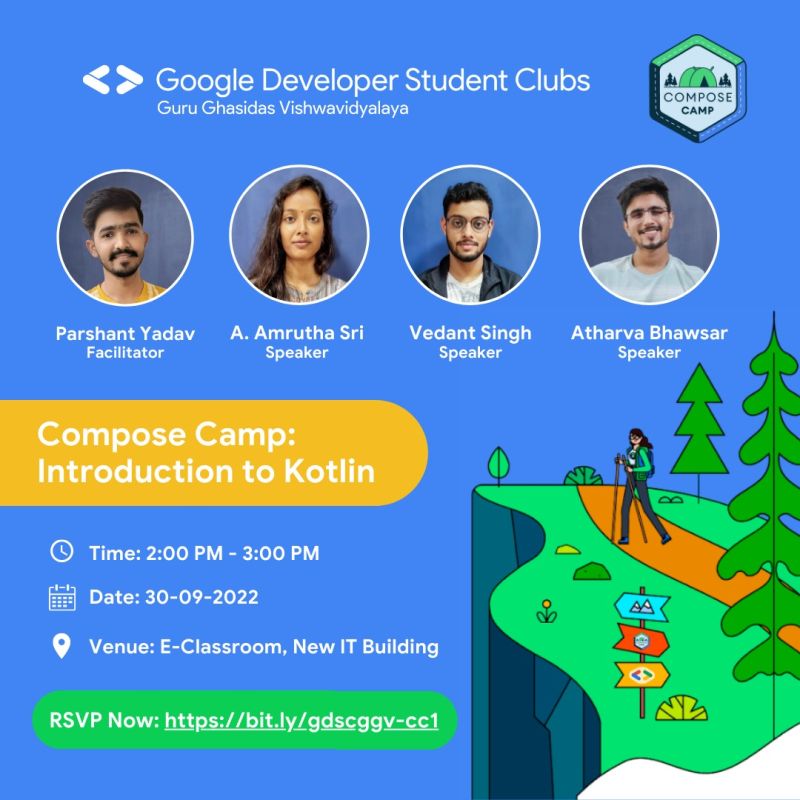 Google Developer Student Clubs
Guru Ghasidas Vishwavidyalaya
COMPOSE
CAMP
Parshant Yadav
Facilitator
A. Amrutha Sri
Speaker
Vedant Singh
Speaker
Atharva Bhawsar
Speaker
Compose Camp:
Introduction to Kotlin
Time: 2:00 PM - 3:00 PM
Date: 30-09-2022
Venue: E-Classroom, New IT Building
RSVP Now: https://bit.ly/gdscggv-cc1